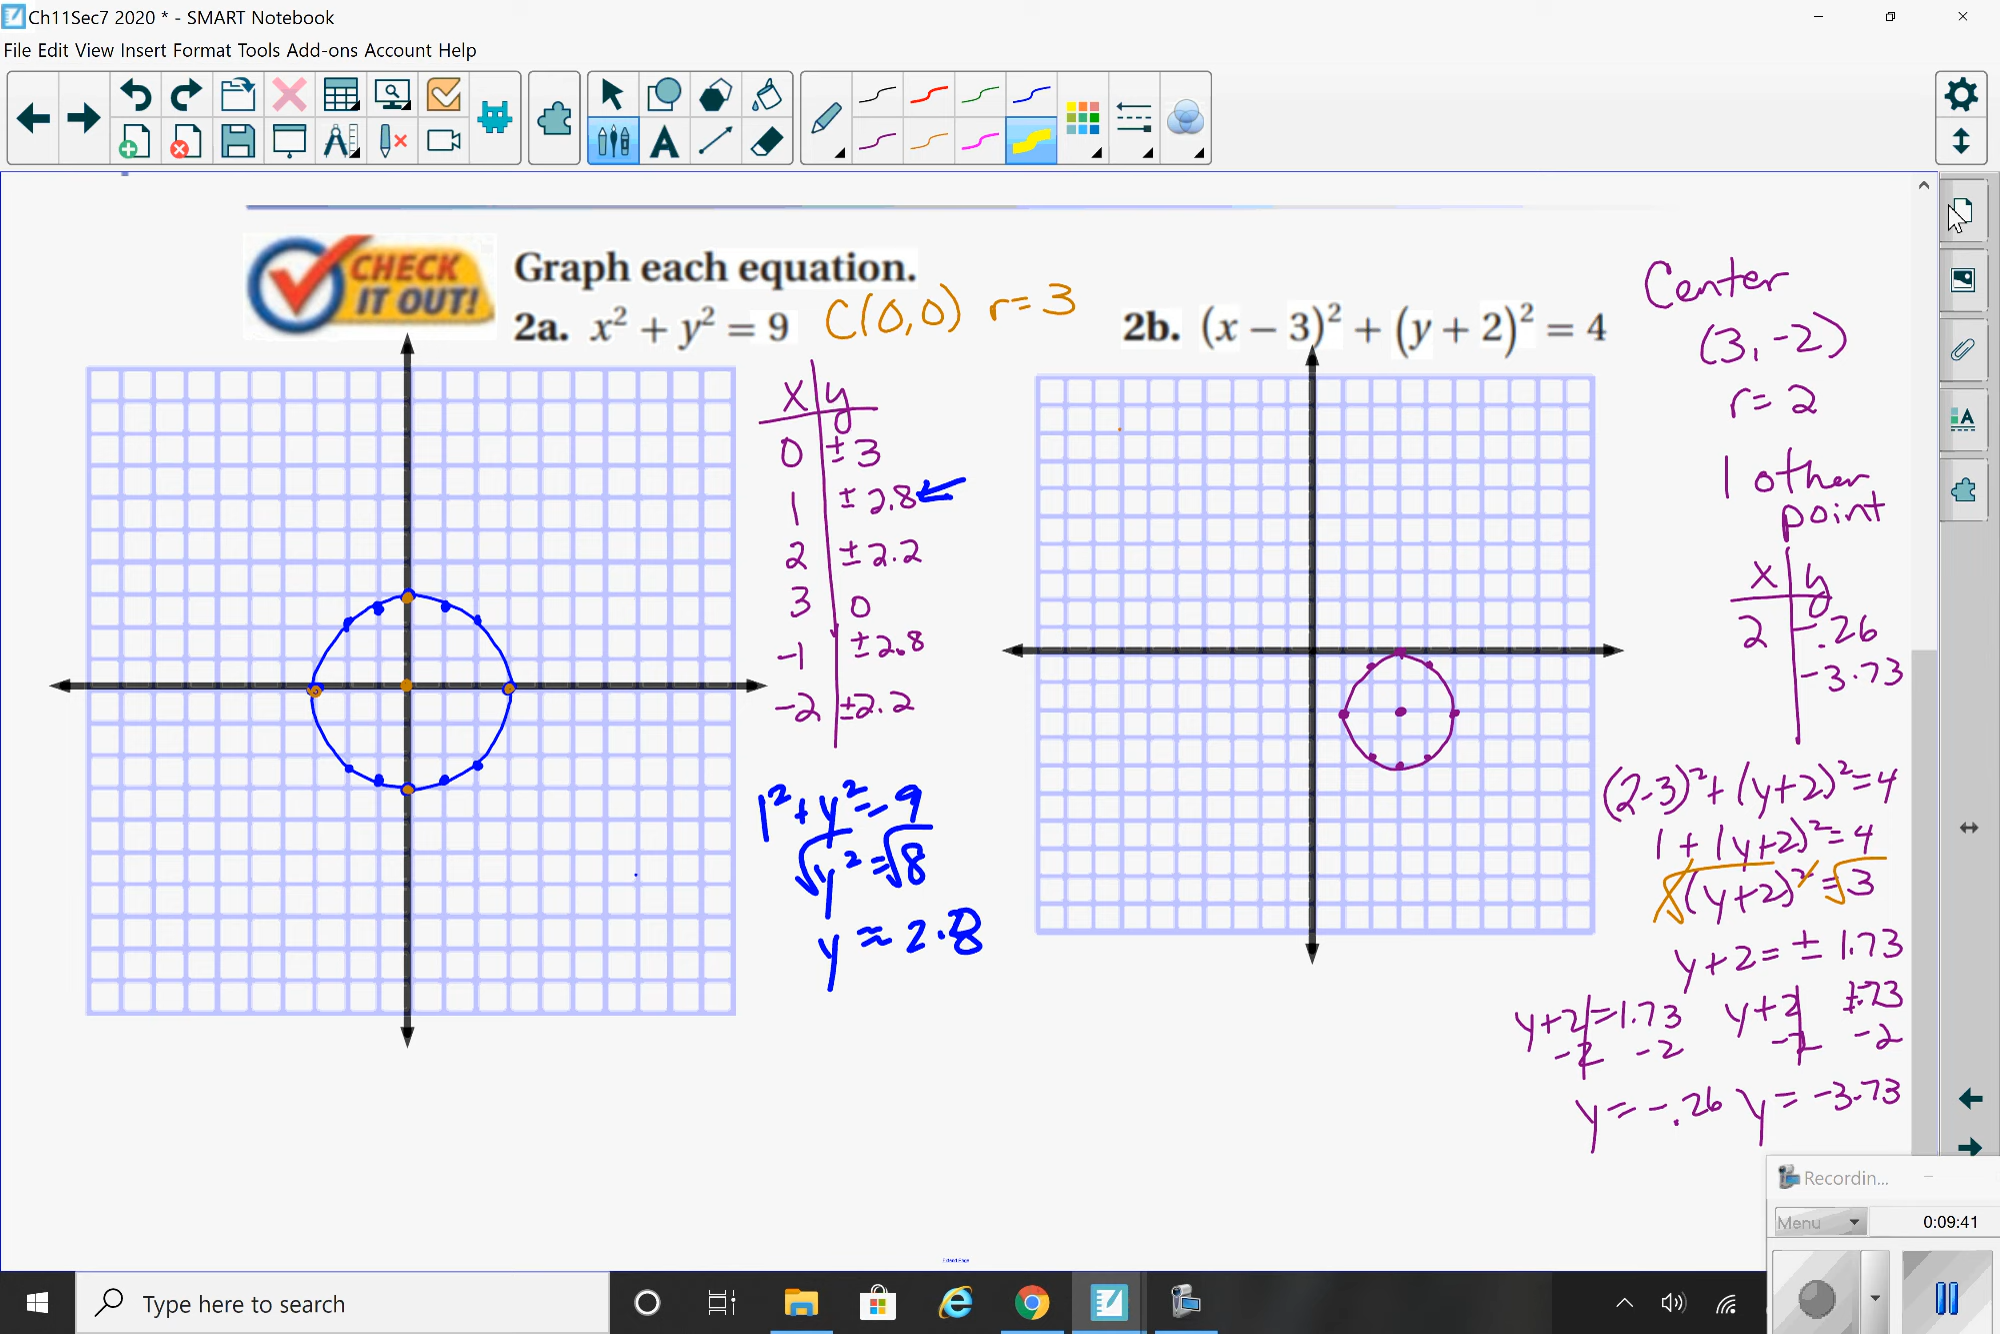 Ch11Sec7 2020 * - SMART Notebook
File Edit View Insert Format Tools Add-ons Account Help
CHECK
IT OUT!
Graph each equation.
2a. x² + y² = 9
C(0,0) r=3
2b. (x − 3)² + (y + 2)² = 4
x y
0 ±3
1 ±2.8
2 ±2.2
3 0
-1 ±2.8
-2 ±2.2
1² + y² = 9
√y² = √8
y ≈ 2.8
Center
(3,-2)
r= 2
1 other
point
x y
2 -.26
-3.73
(2-3)² + (y+2)² = 4
1 + (y+2)² = 4
√(y+2)² = √3
y+2 = ± 1.73
y+2 = 1.73 y+2 1.73
-2 -2 -2 -2
y = -.26 y = -3.73
Extend Page
Recordin...
Menu 0:09:41
Type here to search